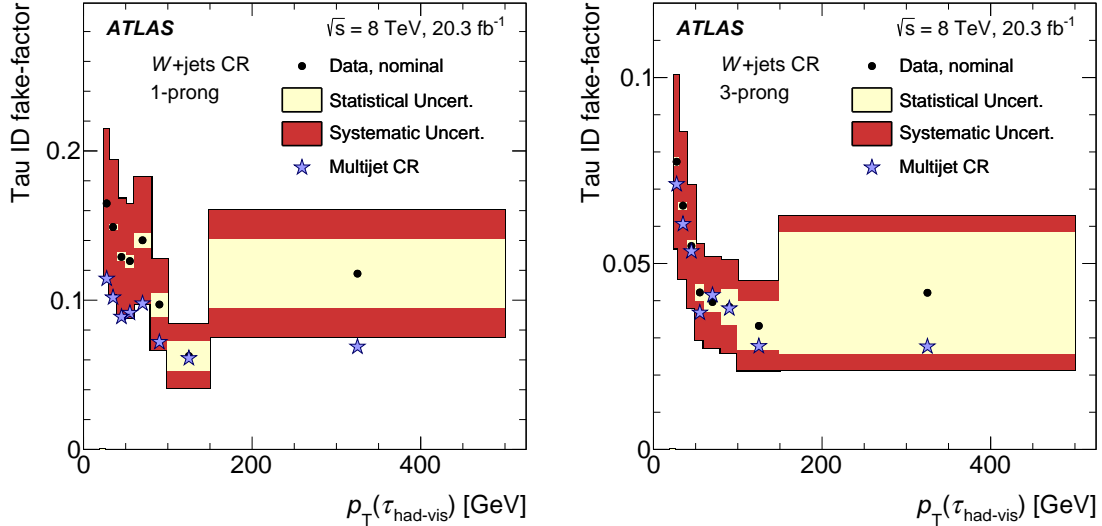 ATLAS
√s = 8 TeV, 20.3 fb⁻¹
W+jets CR
1-prong
Data, nominal
Statistical Uncert.
Systematic Uncert.
Multijet CR
Tau ID fake-factor
0.2
0.1
0
0 200 400
p_T(τ_had-vis) [GeV]
ATLAS
√s = 8 TeV, 20.3 fb⁻¹
W+jets CR
3-prong
Data, nominal
Statistical Uncert.
Systematic Uncert.
Multijet CR
Tau ID fake-factor
0.1
0.05
0
0 200 400
p_T(τ_had-vis) [GeV]